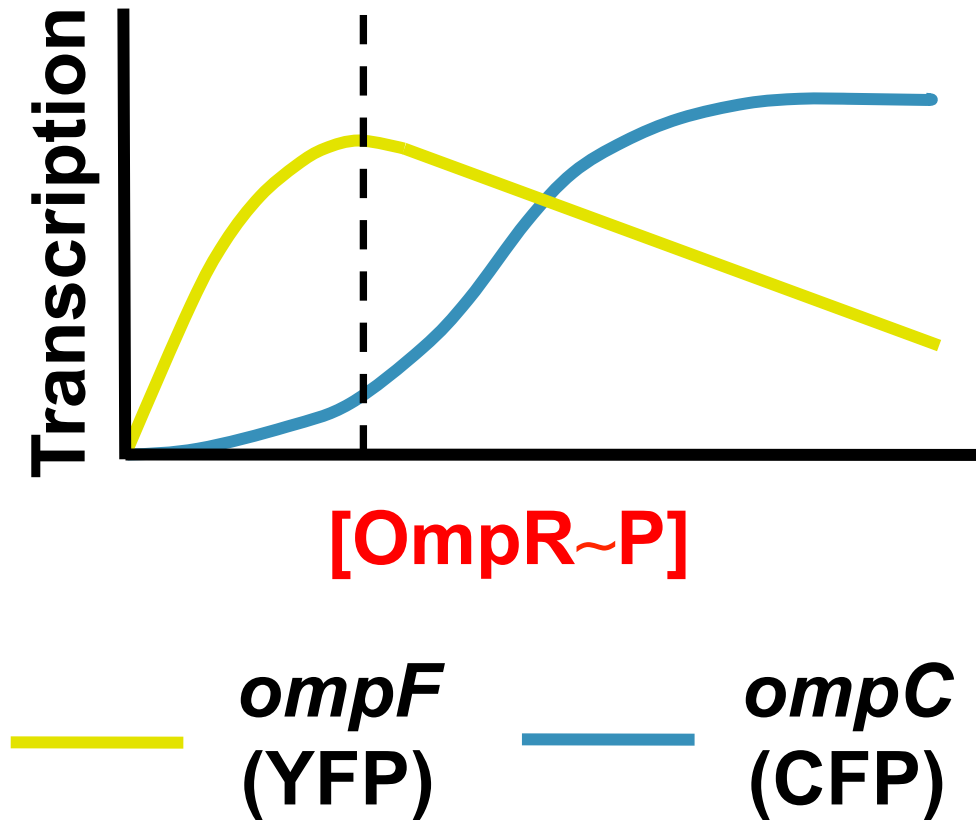 Transcription
[OmpR~P]
ompF
(YFP)
ompC
(CFP)